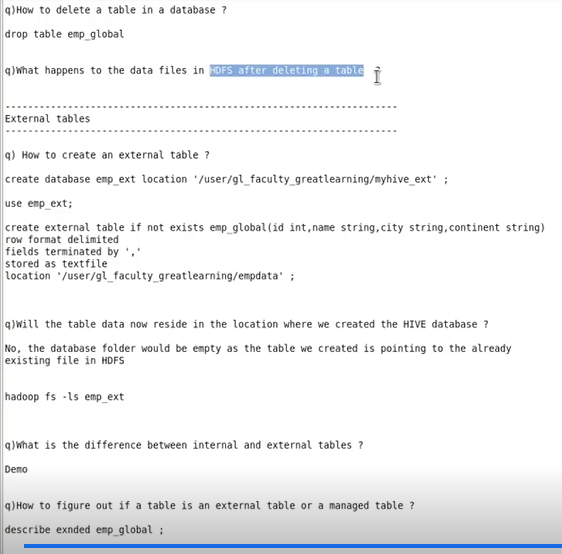 q)How to delete a table in a database ?
drop table emp_global
q)What happens to the data files in HDFS after deleting a table ?
-----------------------------------------------------------------------
External tables
-----------------------------------------------------------------------
q) How to create an external table ?
create database emp_ext location '/user/gl_faculty_greatlearning/myhive_ext' ;
use emp_ext;
create external table if not exists emp_global(id int,name string,city string,continent string)
row format delimited
fields terminated by ','
stored as textfile
location '/user/gl_faculty_greatlearning/empdata' ;
q)Will the table data now reside in the location where we created the HIVE database ?
No, the database folder would be empty as the table we created is pointing to the already
existing file in HDFS
hadoop fs -ls emp_ext
q)What is the difference between internal and external tables ?
Demo
q)How to figure out if a table is an external table or a managed table ?
describe exnded emp_global ;